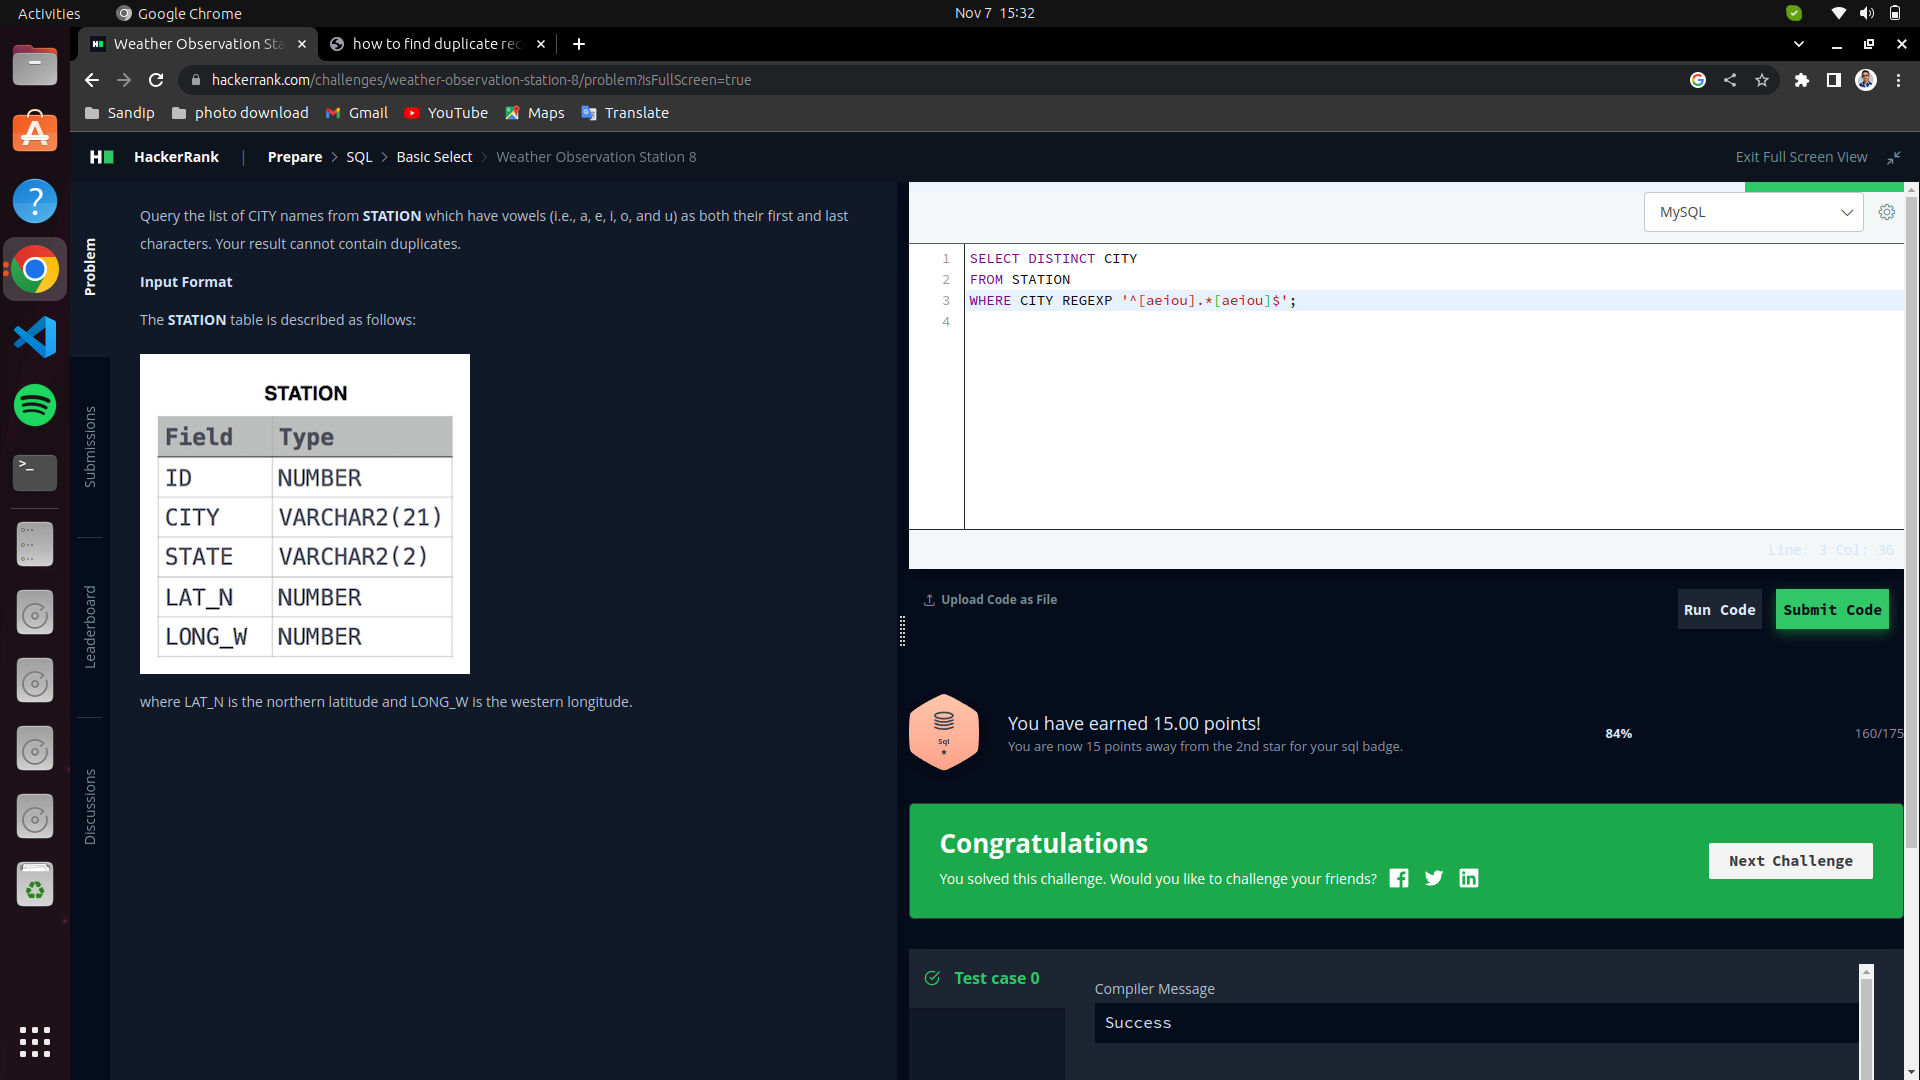 Activities
Google Chrome
Nov 7 15:32
Weather Observation Sta
how to find duplicate rec
hackerrank.com/challenges/weather-observation-station-8/problem?isFullScreen=true
Sandip
photo download
Gmail
YouTube
Maps
Translate
HackerRank
Prepare > SQL > Basic Select > Weather Observation Station 8
Exit Full Screen View
Problem
Submissions
Leaderboard
Discussions
Query the list of CITY names from STATION which have vowels (i.e., a, e, i, o, and u) as both their first and last
characters. Your result cannot contain duplicates.
Input Format
The STATION table is described as follows:
STATION
Field Type
ID NUMBER
CITY VARCHAR2(21)
STATE VARCHAR2(2)
LAT_N NUMBER
LONG_W NUMBER
where LAT_N is the northern latitude and LONG_W is the western longitude.
MySQL
1 SELECT DISTINCT CITY
2 FROM STATION
3 WHERE CITY REGEXP '^[aeiou].*[aeiou]$';
4
Line: 3 Col: 36
Upload Code as File
Run Code
Submit Code
Sql
You have earned 15.00 points!
You are now 15 points away from the 2nd star for your sql badge.
84%
160/175
Congratulations
You solved this challenge. Would you like to challenge your friends?
Next Challenge
Test case 0
Compiler Message
Success